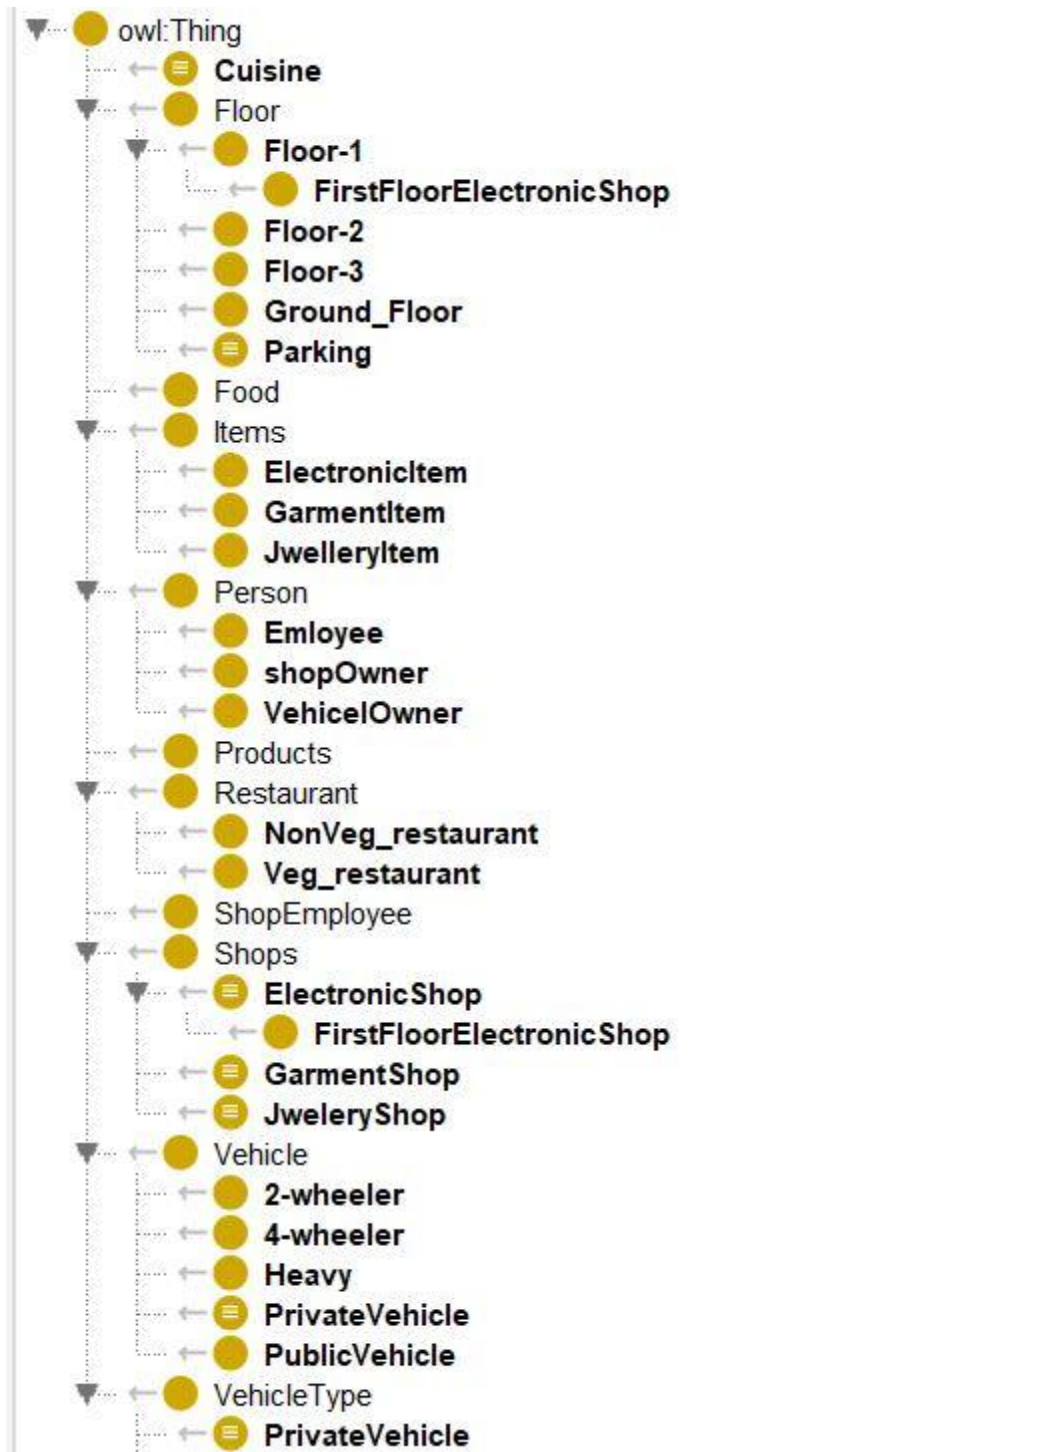 owl:Thing
Cuisine
Floor
Floor-1
FirstFloorElectronicShop
Floor-2
Floor-3
Ground_Floor
Parking
Food
Items
ElectronicItem
GarmentItem
JwelleryItem
Person
Emloyee
shopOwner
VehicelOwner
Products
Restaurant
NonVeg_restaurant
Veg_restaurant
ShopEmployee
Shops
ElectronicShop
FirstFloorElectronicShop
GarmentShop
JweleryShop
Vehicle
2-wheeler
4-wheeler
Heavy
PrivateVehicle
PublicVehicle
VehicleType
PrivateVehicle